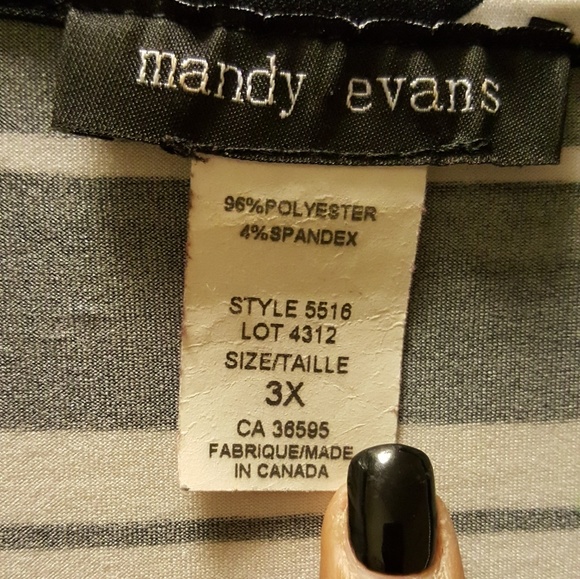 mandy evans
96%POLYESTER
4%SPANDEX
STYLE 5516
LOT 4312
SIZE/TAILLE
3X
CA 36595
FABRIQUE/MADE
IN CANADA